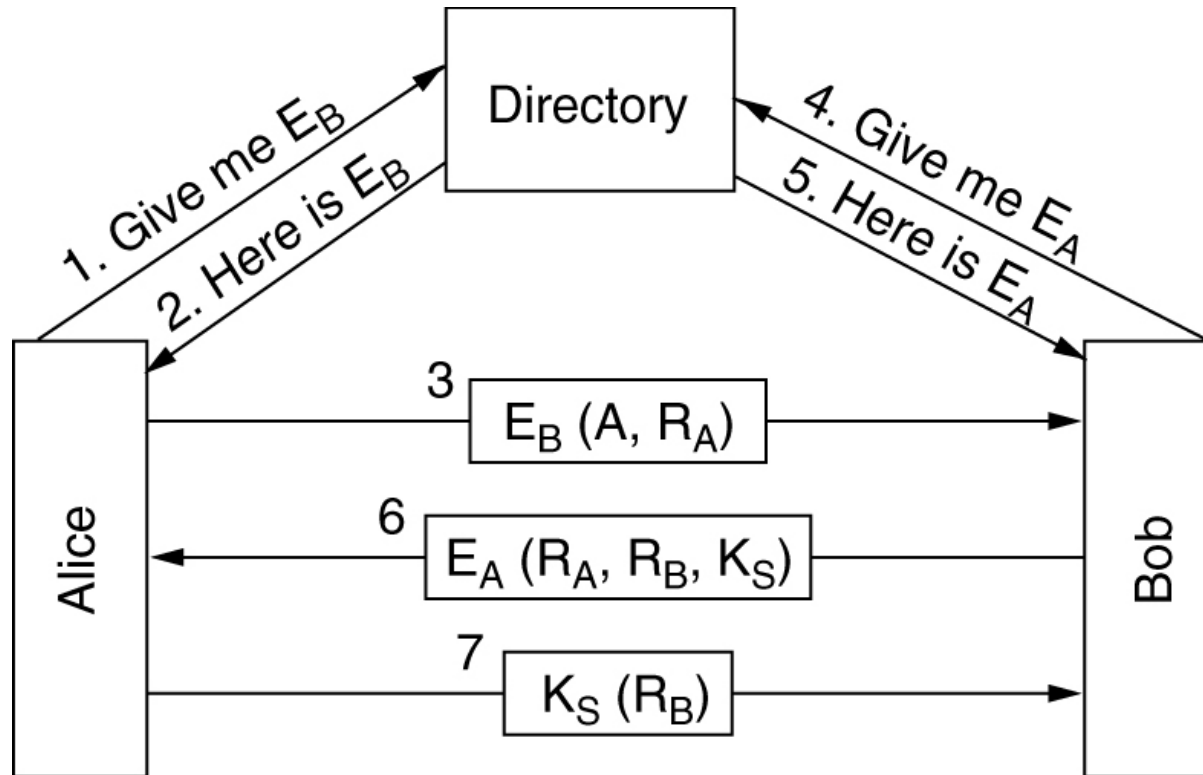 Directory
1. Give me E_B
2. Here is E_B
4. Give me E_A
5. Here is E_A
3
E_B (A, R_A)
6
E_A (R_A, R_B, K_S)
7
K_S (R_B)
Alice
Bob